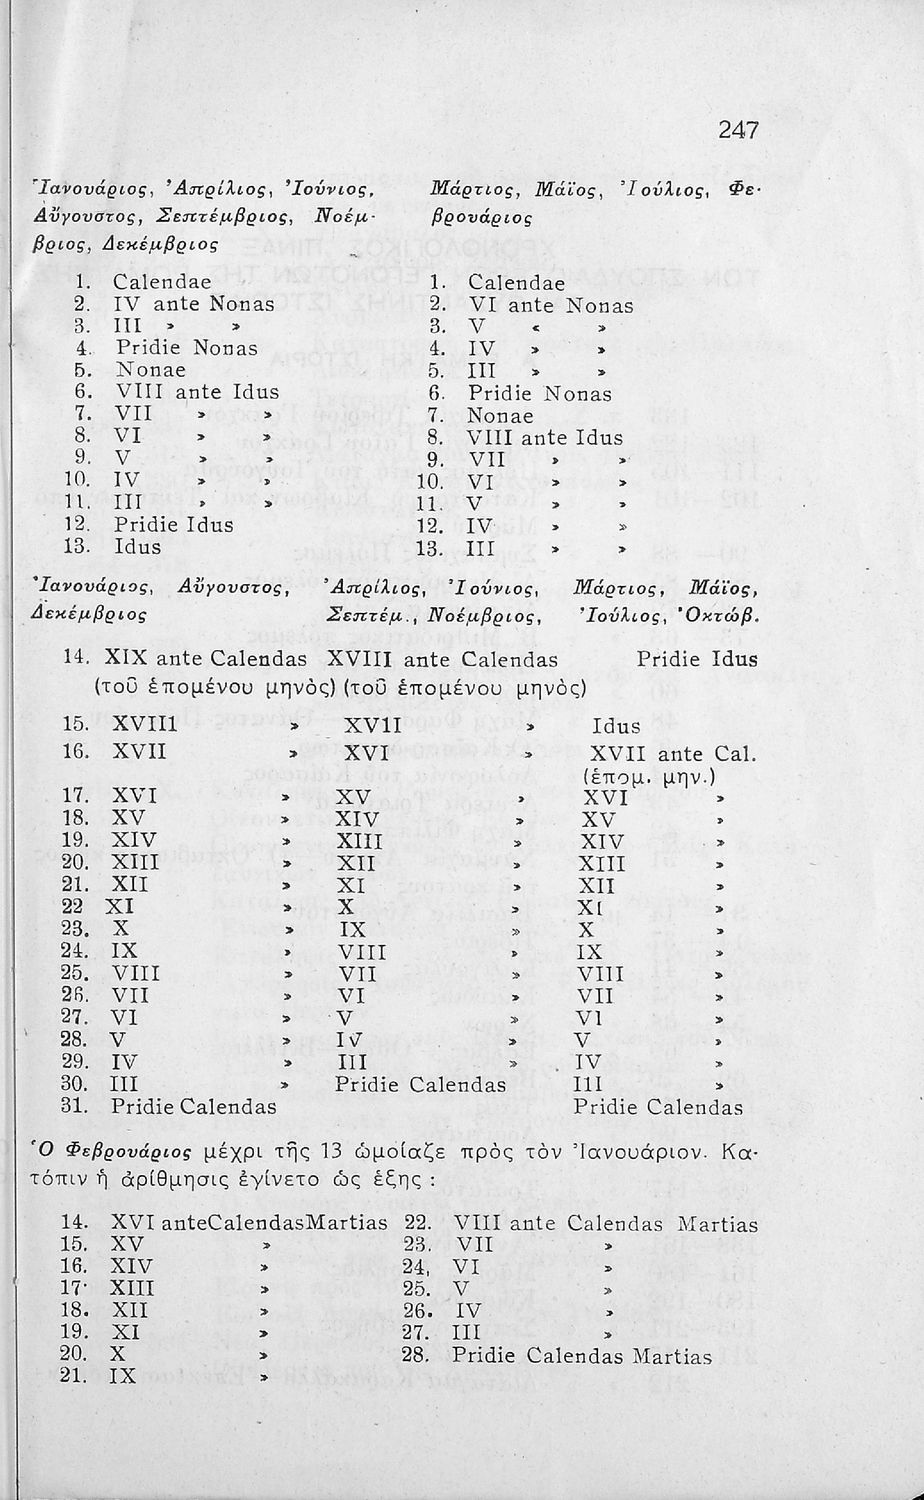 247
Ἰανουάριος, Ἀπρίλιος, Ἰούνιος, Μάρτιος, Μάϊος, Ἰούλιος, Φε-
Αὔγουστος, Σεπτέμβριος, Νοέμ- βρουάριος
βριος, Δεκέμβριος
1. Calendae 1. Calendae
2. IV ante Nonas 2. VI ante Nonas
3. III » » 3. V « »
4. Pridie Nonas 4. IV » »
5. Nonae 5. III » »
6. VIII ante Idus 6. Pridie Nonas
7. VII » » 7. Nonae
8. VI » » 8. VIII ante Idus
9. V » » 9. VII » »
10. IV » » 10. VI » »
11. III » » 11. V » »
12. Pridie Idus 12. IV » »
13. Idus 13. III » »
Ἰανουάριος, Αὔγουστος, Ἀπρίλιος, Ἰούνιος, Μάρτιος, Μάϊος,
Δεκέμβριος Σεπτέμ., Νοέμβριος, Ἰούλιος, Ὀκτώβ.
14. XIX ante Calendas XVIII ante Calendas Pridie Idus
(τοῦ ἑπομένου μηνὸς) (τοῦ ἑπομένου μηνὸς)
15. XVIII » XVII » Idus
16. XVII » XVI » XVII ante Cal.
(ἑπομ. μην.)
17. XVI » XV » XVI »
18. XV » XIV » XV »
19. XIV » XIII » XIV »
20. XIII » XII » XIII »
21. XII » XI » XII »
22 XI » X » XI »
23. X » IX » X »
24. IX » VIII » IX »
25. VIII » VII » VIII »
26. VII » VI » VII »
27. VI » V » VI »
28. V » IV » V »
29. IV » III » IV »
30. III » Pridie Calendas III »
31. Pridie Calendas Pridie Calendas
Ὁ Φεβρουάριος μέχρι τῆς 13 ὡμοίαζε πρὸς τὸν Ἰανουάριον. Κα-
τόπιν ἡ ἀρίθμησις ἐγίνετο ὡς ἑξῆς :
14. XVI ante Calendas Martias 22. VIII ante Calendas Martias
15. XV » 23. VII »
16. XIV » 24, VI »
17· XIII » 25. V »
18. XII » 26. IV »
19. XI » 27. III »
20. X » 28. Pridie Calendas Martias
21. IX »